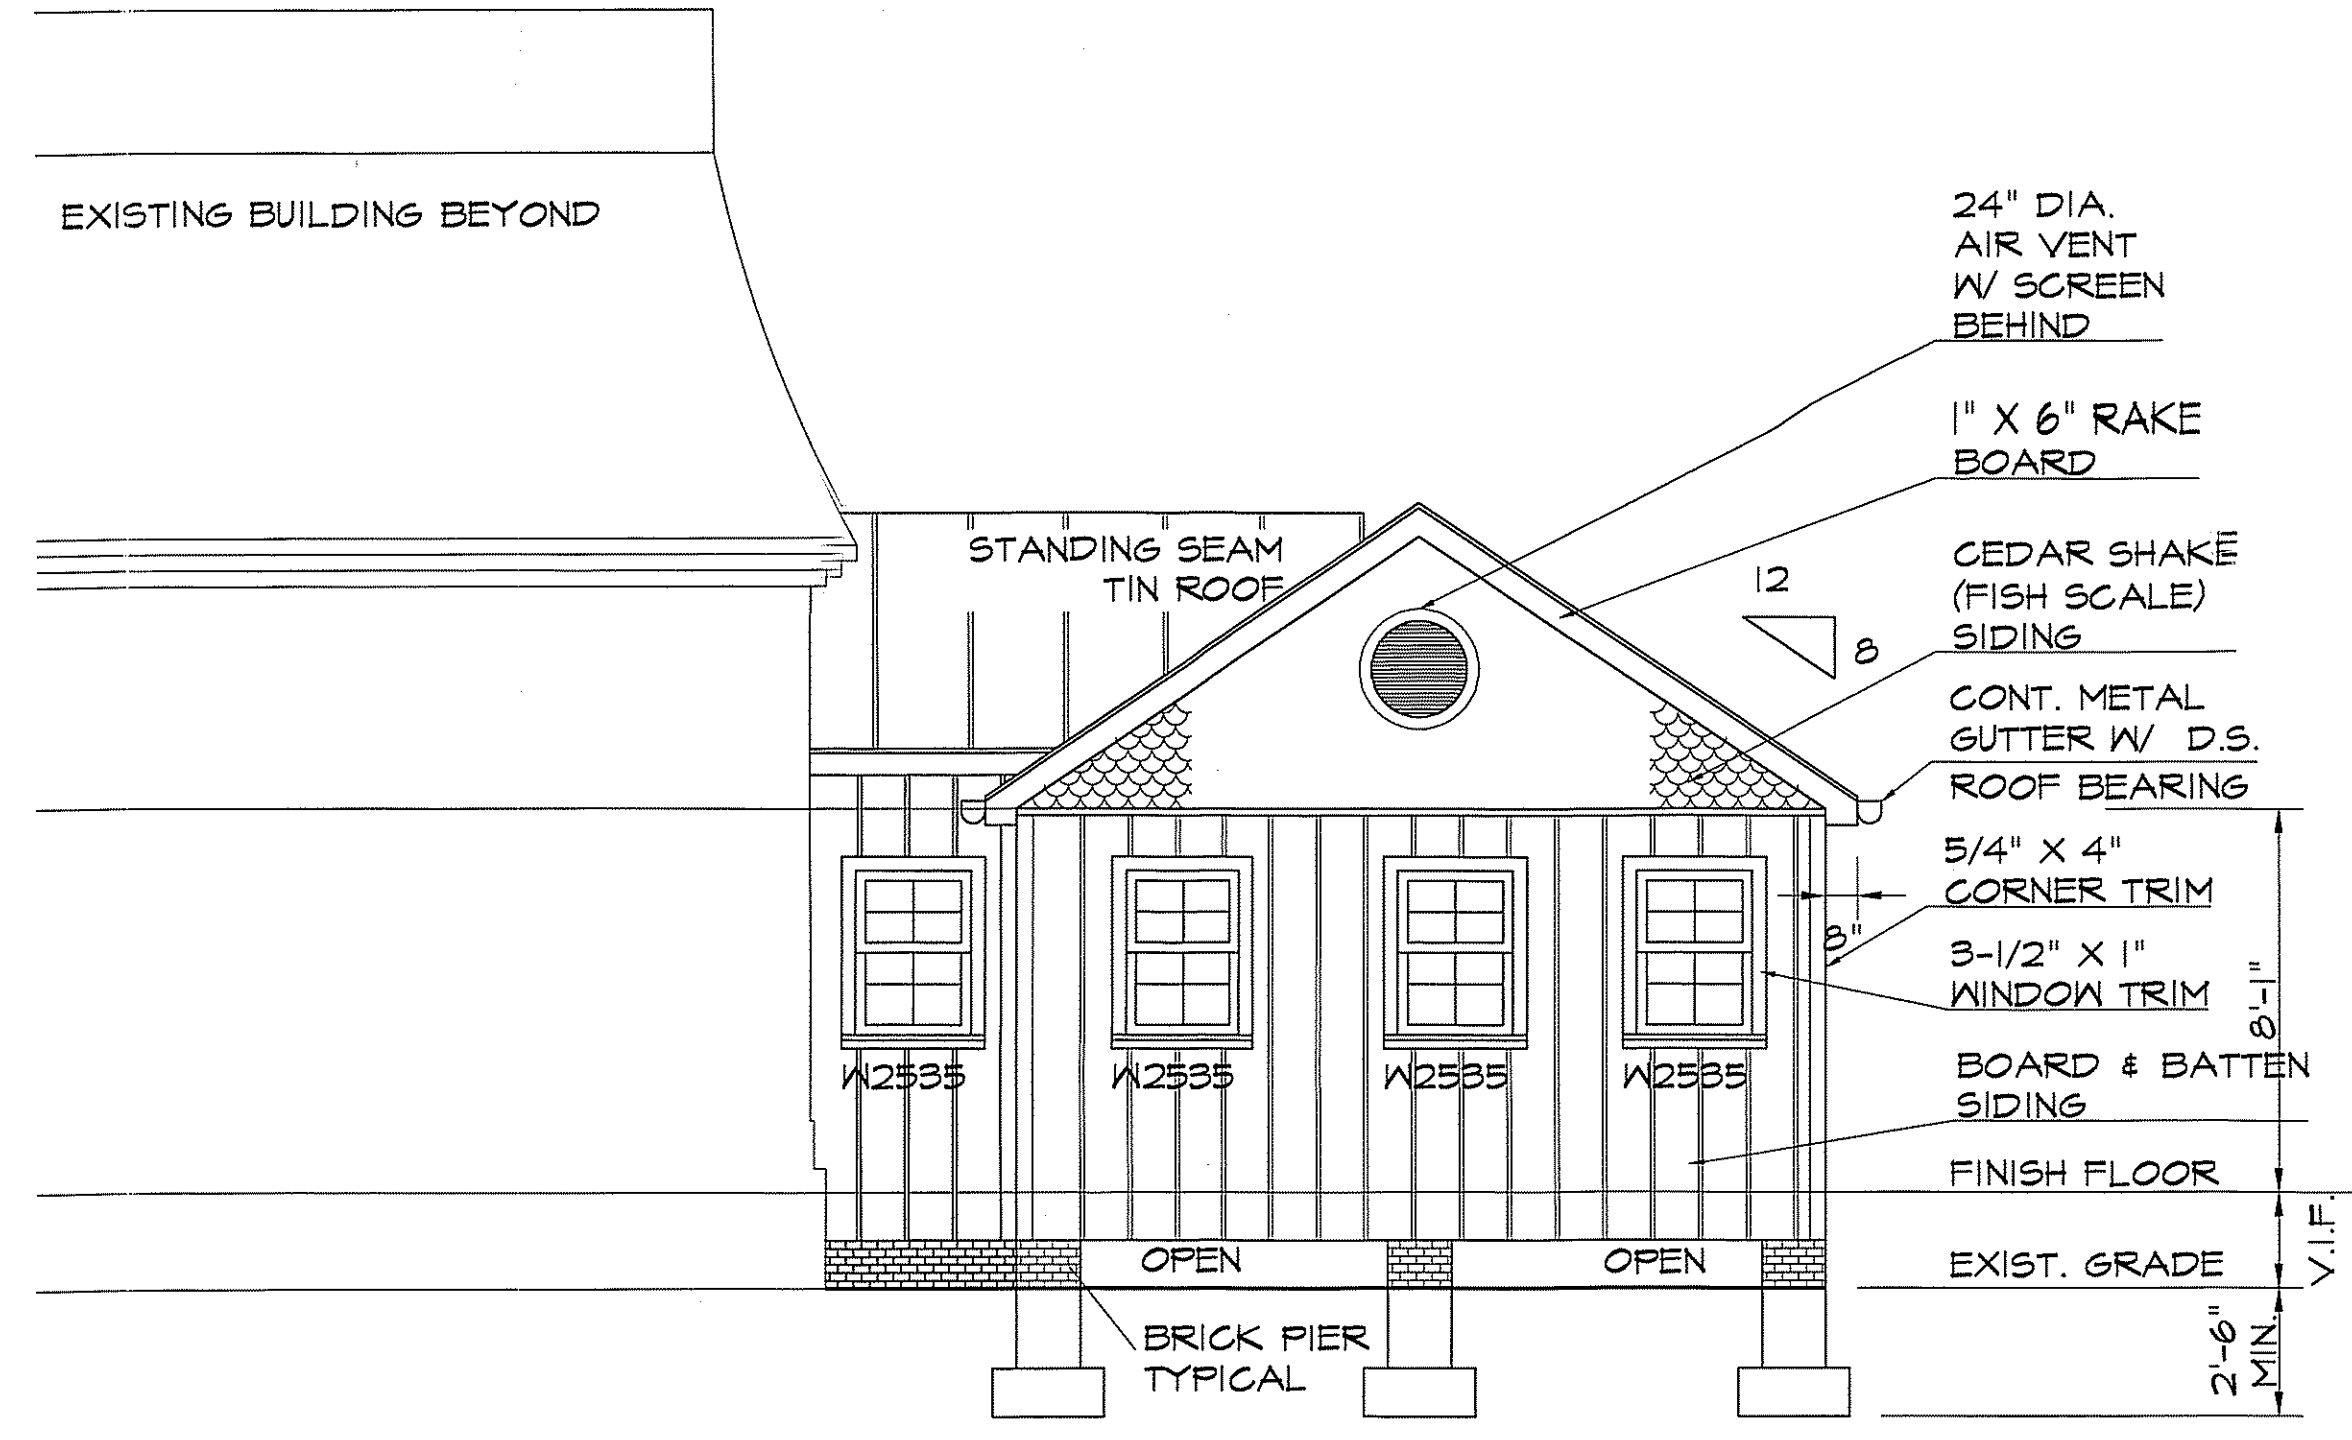 EXISTING BUILDING BEYOND
24" DIA.
AIR VENT
W/ SCREEN
BEHIND
1" X 6" RAKE
BOARD
STANDING SEAM
TIN ROOF
12
8
CEDAR SHAKE
(FISH SCALE)
SIDING
CONT. METAL
GUTTER W/ D.S.
ROOF BEARING
5/4" X 4"
CORNER TRIM
8"
3-1/2" X 1"
WINDOW TRIM
8'-1"
W2535
W2535
W2535
W2535
BOARD & BATTEN
SIDING
FINISH FLOOR
V.I.F.
OPEN
OPEN
EXIST. GRADE
BRICK PIER
TYPICAL
2'-6"
MIN.